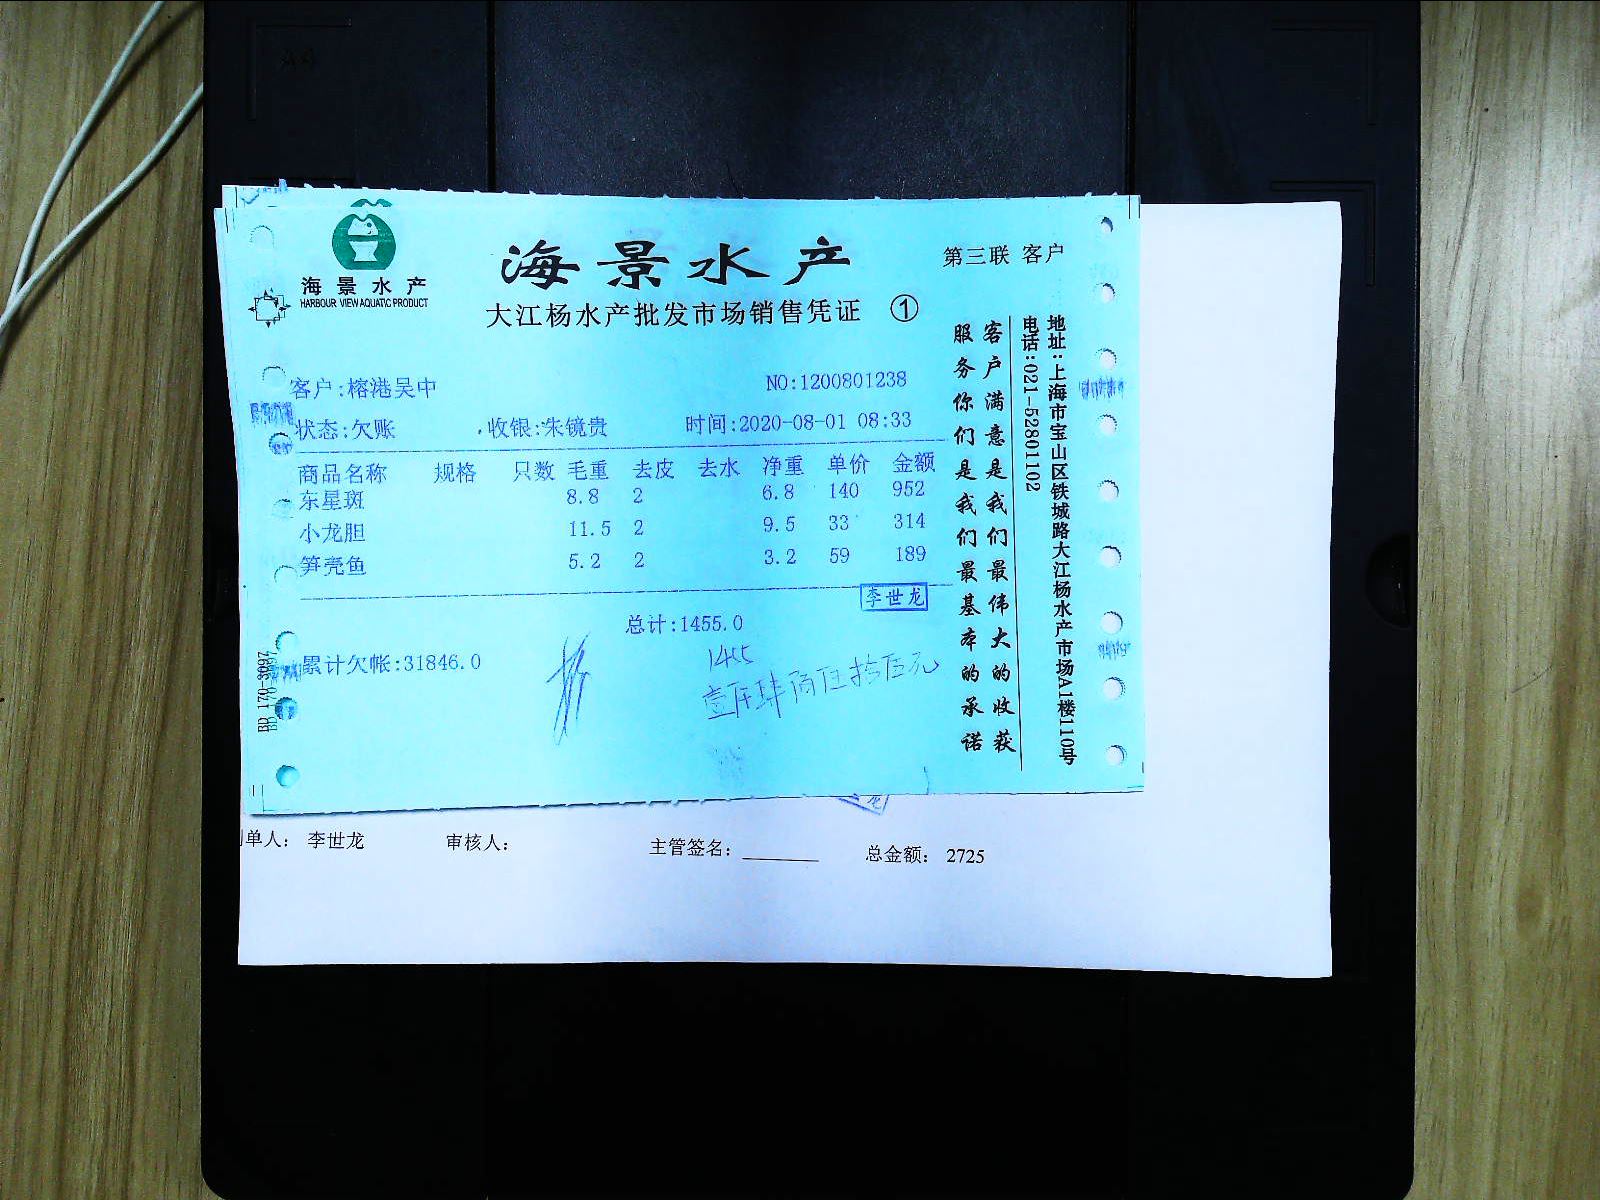 海景水产
HARBOUR VIEW AQUATIC PRODUCT
海景水产
大江杨水产批发市场销售凭证 ①
第三联 客户
客户:榕港吴中 NO:1200801238
状态:欠账 收银:朱镜贵 时间:2020-08-01 08:33
商品名称 规格 只数 毛重 去皮 去水 净重 单价 金额
东星斑 8.8 2 6.8 140 952
小龙胆 11.5 2 9.5 33 314
笋壳鱼 5.2 2 3.2 59 189
李世龙
总计:1455.0
累计欠帐:31846.0
1455
壹仟肆佰伍拾伍元
客户满意是我们最伟大的收获
服务你们是我们最基本的承诺
地址:上海市宝山区铁城路大江杨水产市场A1楼110号
电话:021-52801102
单人: 李世龙 审核人: 主管签名: 总金额: 2725